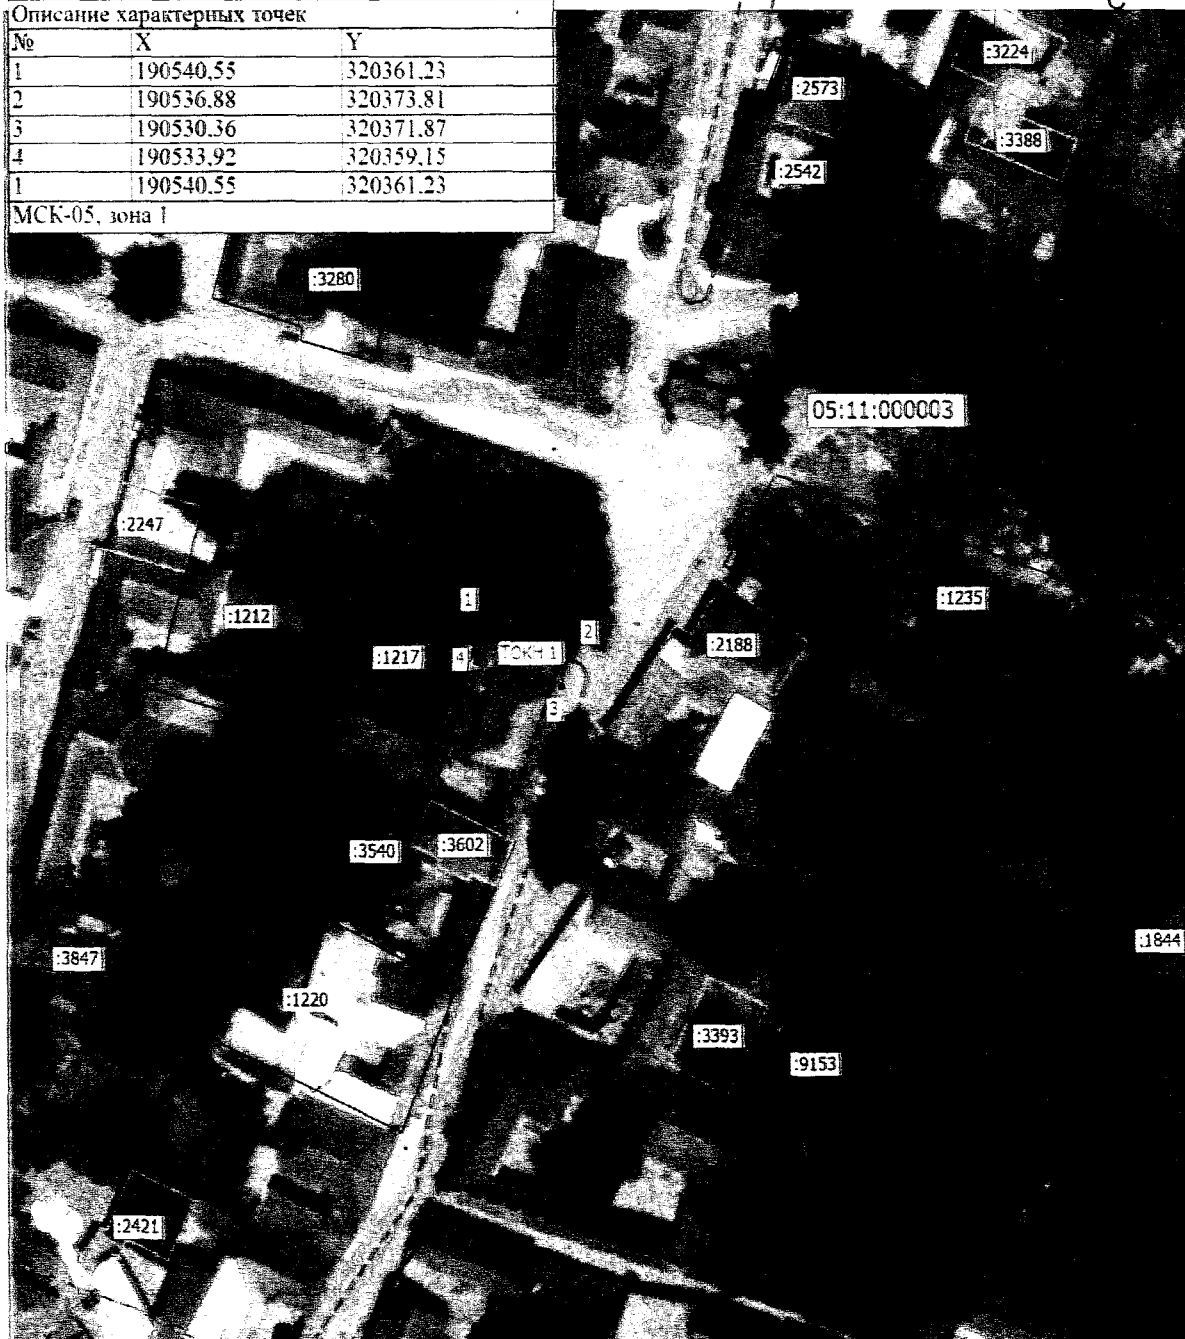 Описание характерных точек
№ X Y
1 190540,55 320361,23
2 190536,88 320373,81
3 190530,36 320371,87
4 190533,92 320359,15
1 190540,55 320361,23
МСК-05, зона 1
:3224
:2573
:3388
:2542
:3280
05:11:000003
:2247
:1235
1
:1212
2
:2188
:1217
4
ТОКН 1
3
:3602
:3540
:1844
:3847
:1220
:3393
:9153
:2421